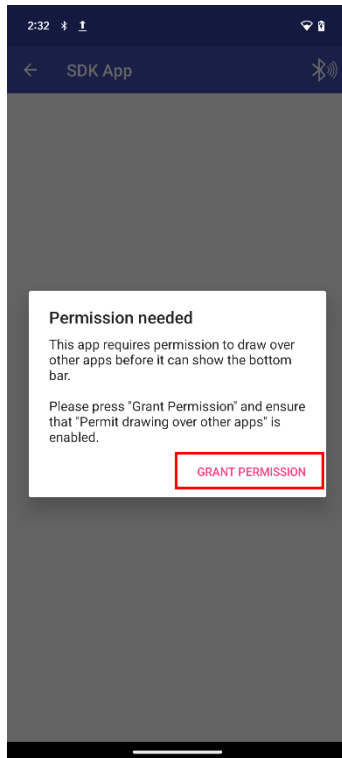 2:32
SDK App
Permission needed
This app requires permission to draw over
other apps before it can show the bottom
bar.
Please press "Grant Permission" and ensure
that "Permit drawing over other apps" is
enabled.
GRANT PERMISSION